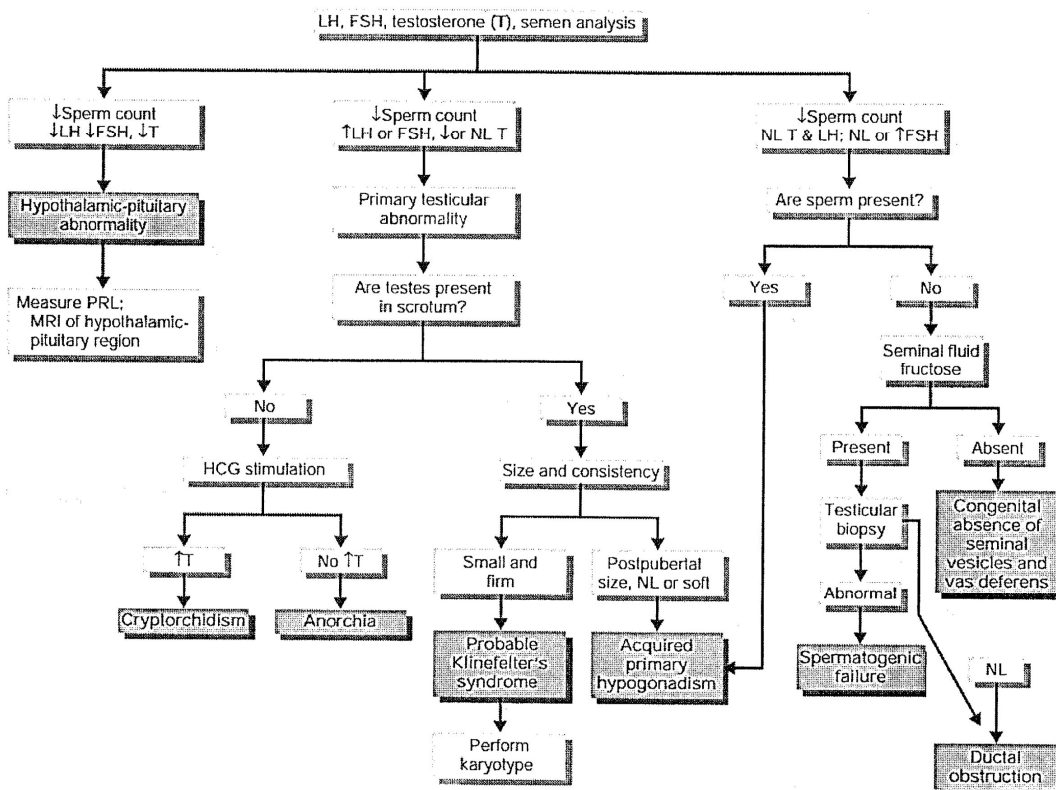 LH, FSH, testosterone (T), semen analysis
↓Sperm count
↓LH ↓FSH, ↓T
↓Sperm count
↑LH or FSH, ↓or NL T
↓Sperm count
NL T & LH; NL or ↑FSH
Hypothalamic-pituitary
abnormality
Primary testicular
abnormality
Are sperm present?
Measure PRL;
MRI of hypothalamic-
pituitary region
Are testes present
in scrotum?
Yes
No
Seminal fluid
fructose
No
Yes
Present
Absent
HCG stimulation
Size and consistency
Testicular
biopsy
Congenital
absence of
seminal
vesicles and
vas deferens
↑T
No ↑T
Small and
firm
Postpubertal
size, NL or soft
Abnormal
Cryptorchidism
Anorchia
Probable
Klinefelter's
syndrome
Acquired
primary
hypogonadism
Spermatogenic
failure
NL
Perform
karyotype
Ductal
obstruction